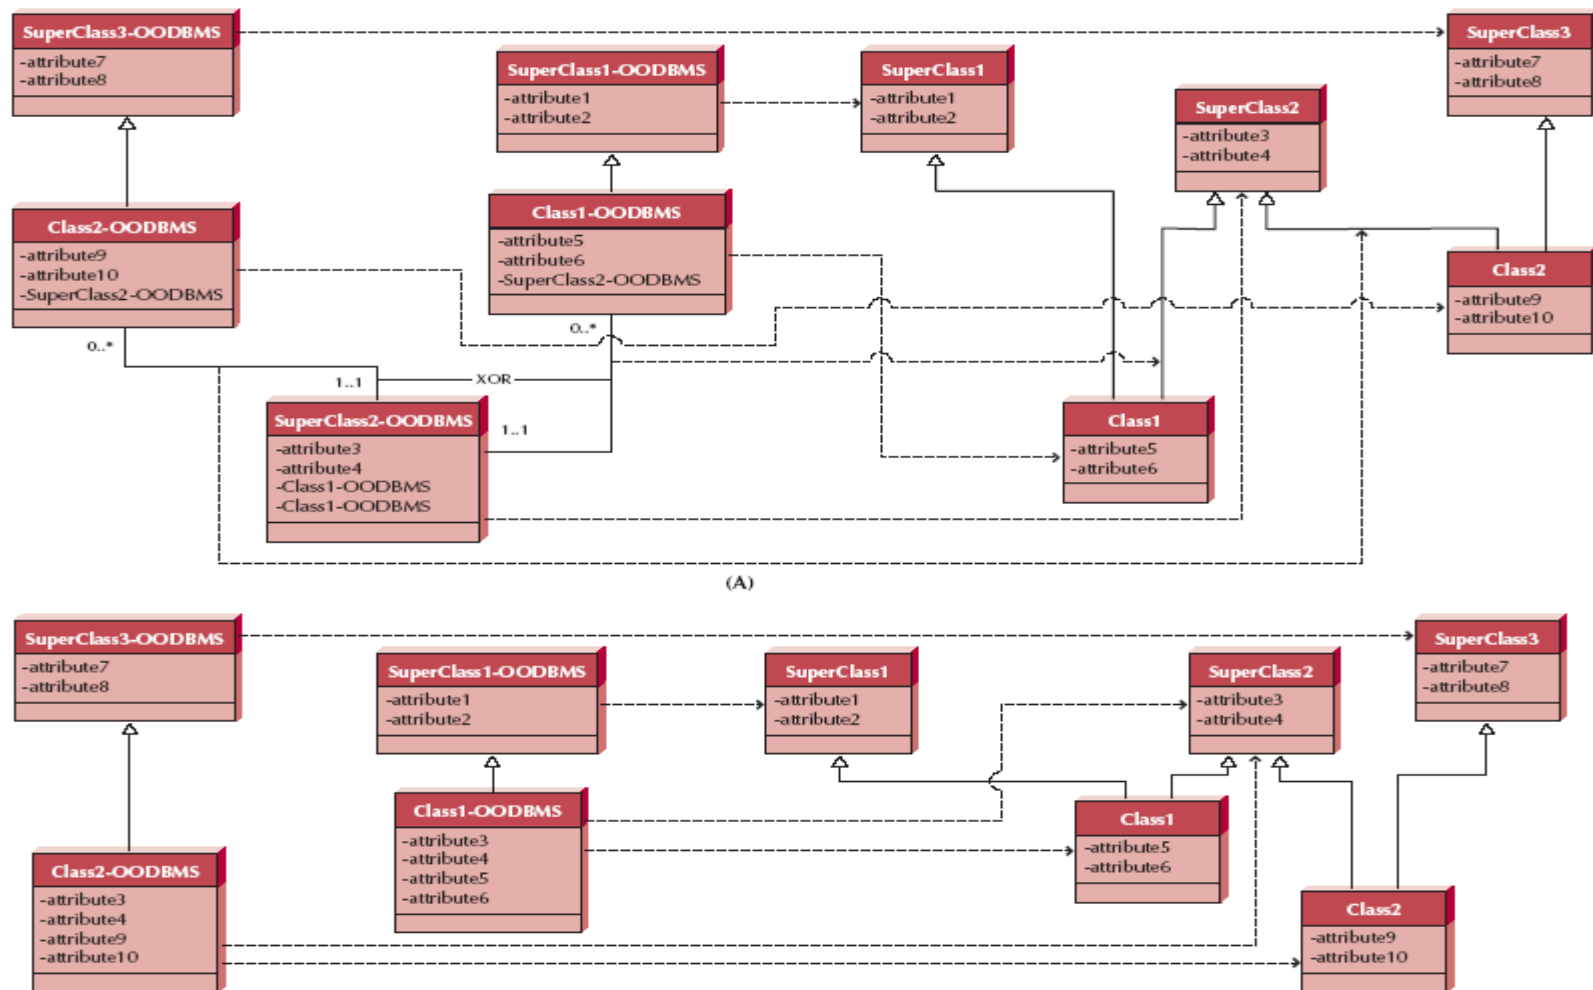 SuperClass3-OODBMS
-attribute7
-attribute8
SuperClass1-OODBMS
-attribute1
-attribute2
SuperClass1
-attribute1
-attribute2
SuperClass2
-attribute3
-attribute4
SuperClass3
-attribute7
-attribute8
Class2-OODBMS
-attribute9
-attribute10
-SuperClass2-OODBMS
Class1-OODBMS
-attribute5
-attribute6
-SuperClass2-OODBMS
Class2
-attribute9
-attribute10
0..*
0..*
1..1
XOR
1..1
SuperClass2-OODBMS
-attribute3
-attribute4
-Class1-OODBMS
-Class1-OODBMS
Class1
-attribute5
-attribute6
(A)
SuperClass3-OODBMS
-attribute7
-attribute8
SuperClass1-OODBMS
-attribute1
-attribute2
SuperClass1
-attribute1
-attribute2
SuperClass2
-attribute3
-attribute4
SuperClass3
-attribute7
-attribute8
Class2-OODBMS
-attribute3
-attribute4
-attribute9
-attribute10
Class1-OODBMS
-attribute3
-attribute4
-attribute5
-attribute6
Class1
-attribute5
-attribute6
Class2
-attribute9
-attribute10